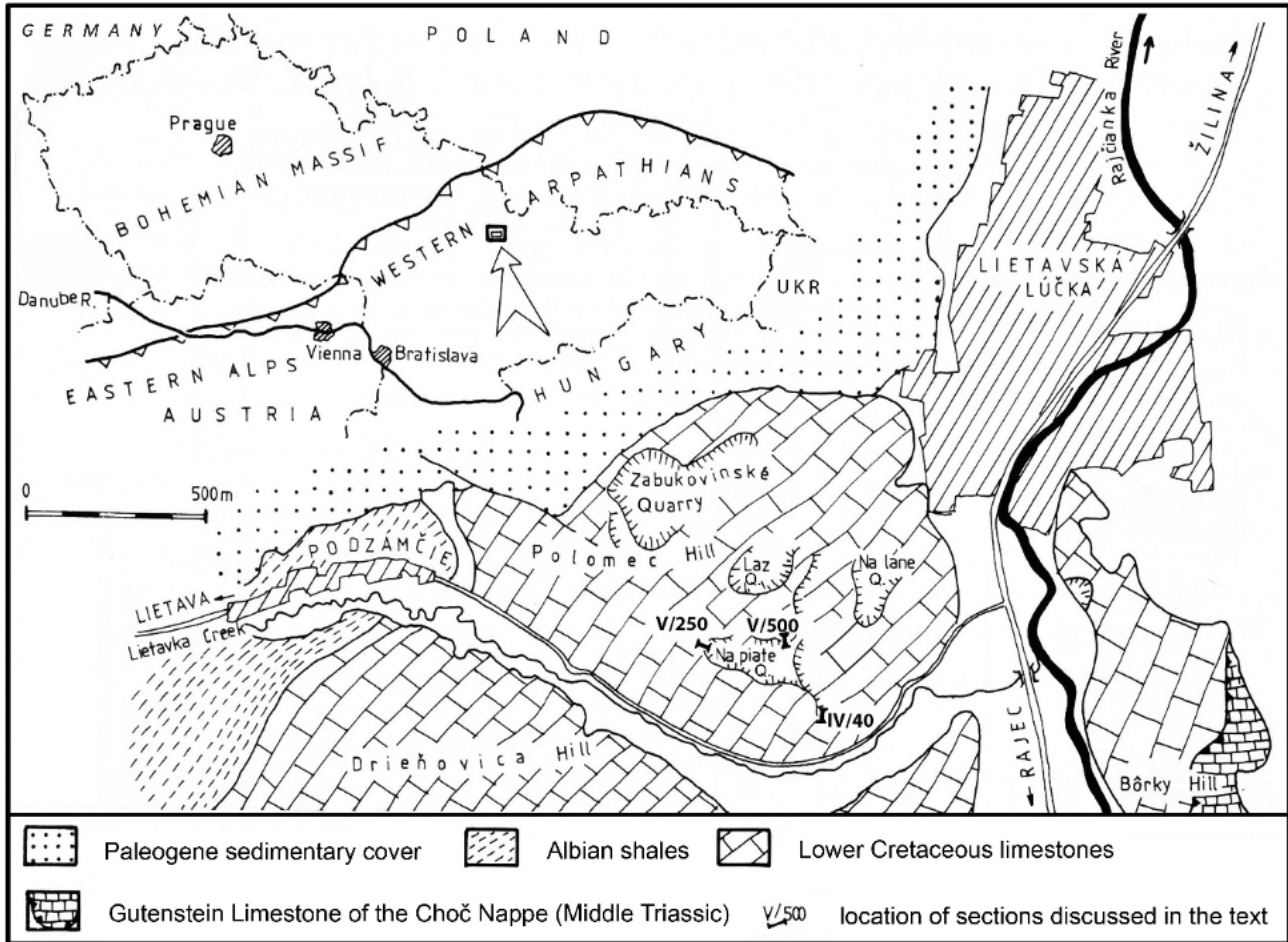 GERMANY
POLAND
Prague
BOHEMIAN MASSIF
WESTERN CARPATHIANS
Danube R.
Vienna
Bratislava
EASTERN ALPS
AUSTRIA
HUNGARY
UKR
Rajčianka River
ŽILINA
LIETAVSKÁ
LÚČKA
0
500m
Zabukovinské
Quarry
PODZÁMČIE
Polomec Hill
Laz
Q.
Na láne
Q.
LIETAVA
Lietavka Creek
V/250
V/500
Na piate
Q.
IV/40
Drieňovica Hill
RAJEC
Bôrky Hill
Paleogene sedimentary cover
Albian shales
Lower Cretaceous limestones
Gutenstein Limestone of the Choč Nappe (Middle Triassic)
V/500
location of sections discussed in the text